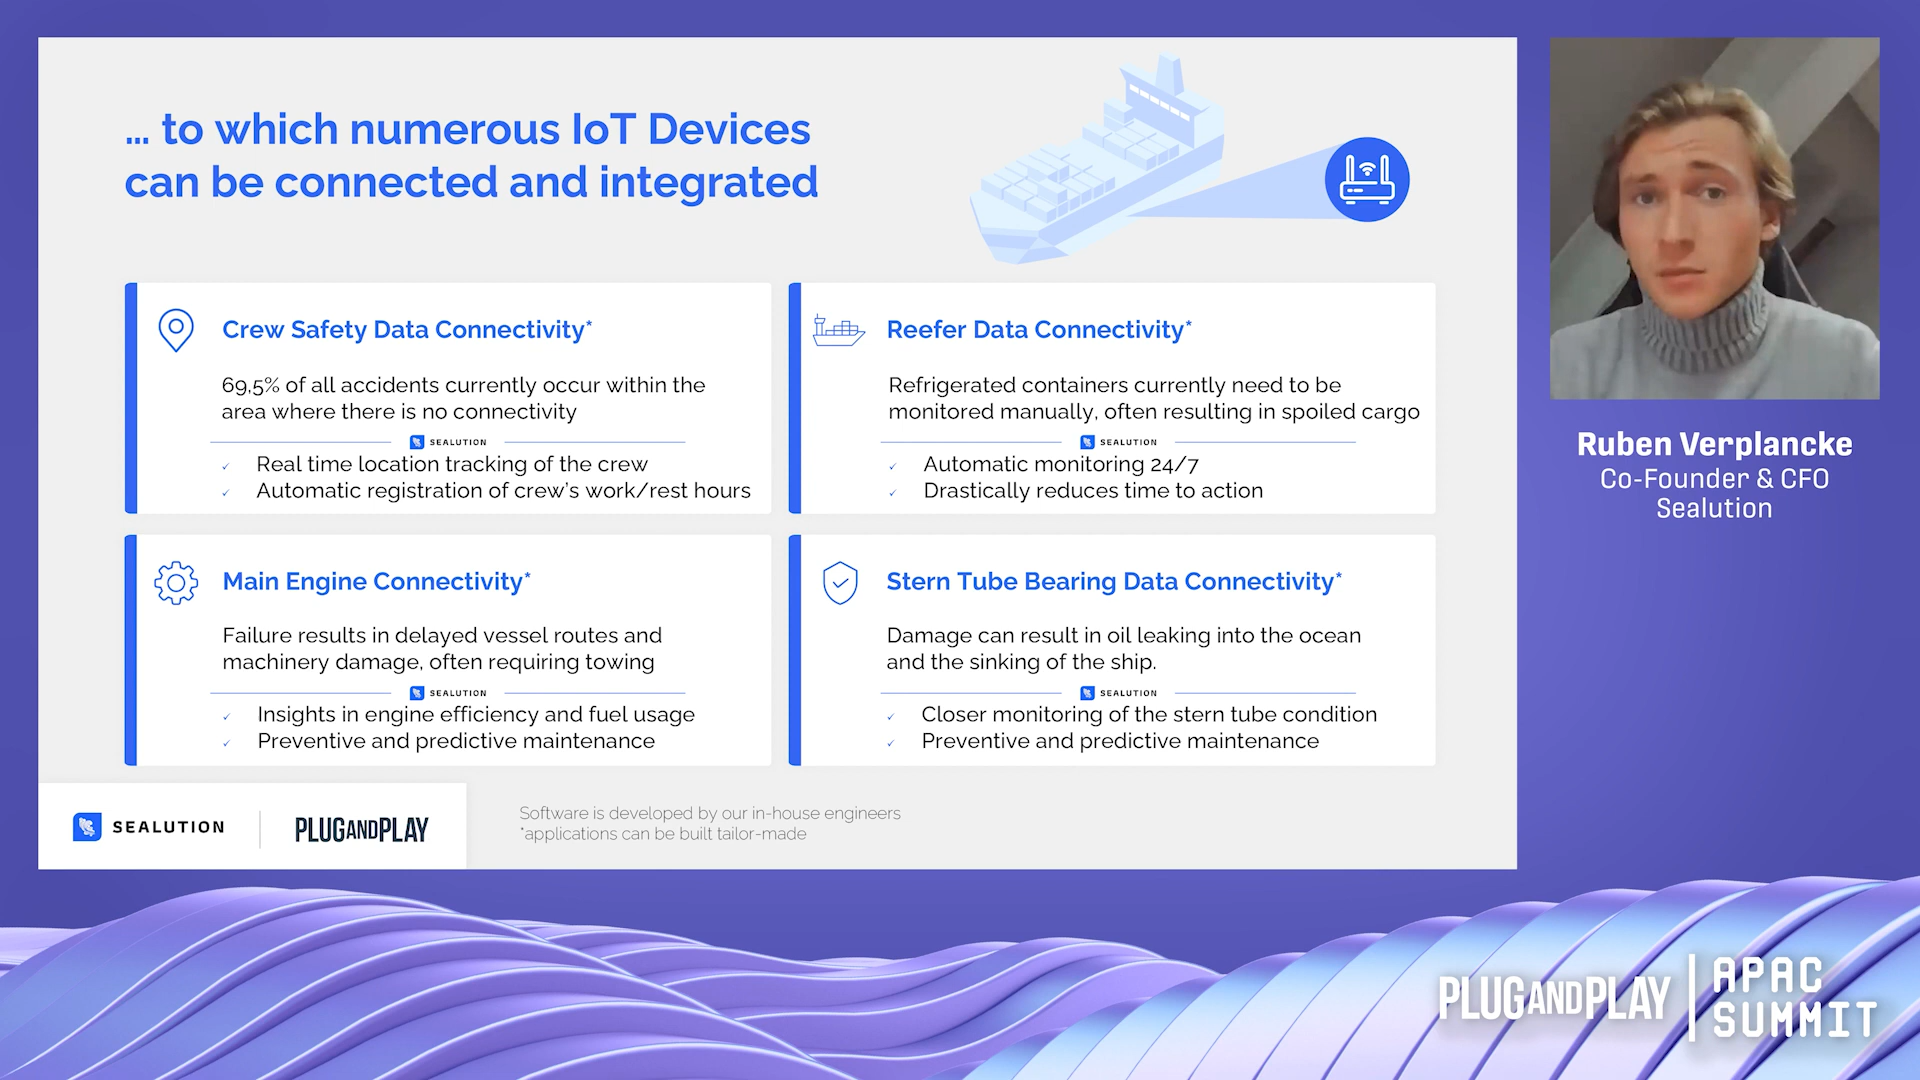 ... to which numerous IoT Devices
can be connected and integrated
Crew Safety Data Connectivity*
69,5% of all accidents currently occur within the
area where there is no connectivity
SEALUTION
✓ Real time location tracking of the crew
✓ Automatic registration of crew's work/rest hours
Reefer Data Connectivity*
Refrigerated containers currently need to be
monitored manually, often resulting in spoiled cargo
SEALUTION
✓ Automatic monitoring 24/7
✓ Drastically reduces time to action
Main Engine Connectivity*
Failure results in delayed vessel routes and
machinery damage, often requiring towing
SEALUTION
✓ Insights in engine efficiency and fuel usage
✓ Preventive and predictive maintenance
Stern Tube Bearing Data Connectivity*
Damage can result in oil leaking into the ocean
and the sinking of the ship.
SEALUTION
✓ Closer monitoring of the stern tube condition
✓ Preventive and predictive maintenance
SEALUTION
PLUGANDPLAY
Software is developed by our in-house engineers
*applications can be built tailor-made
Ruben Verplancke
Co-Founder & CFO
Sealution
PLUGANDPLAY
APAC
SUMMIT